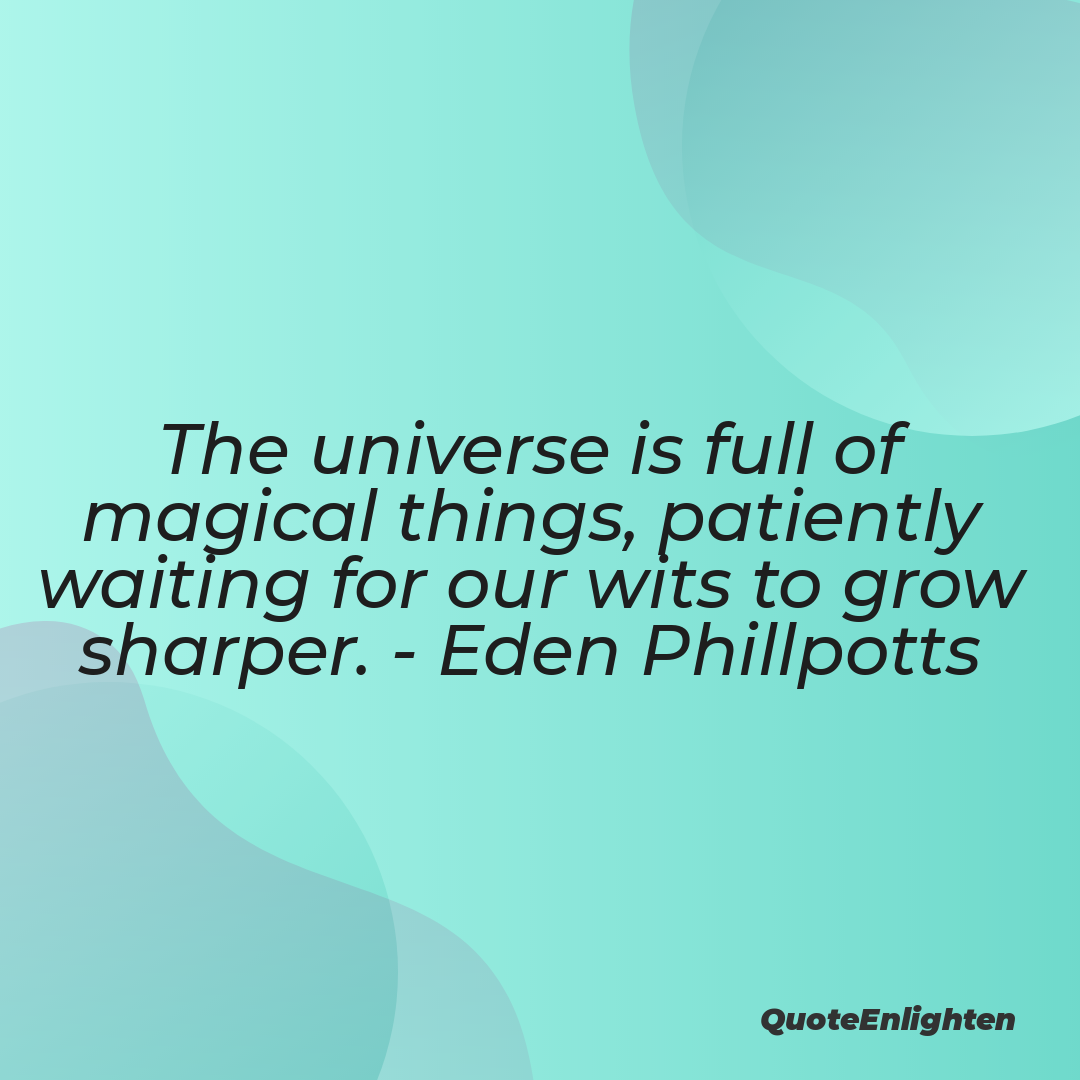 The universe is full of
magical things, patiently
waiting for our wits to grow
sharper. - Eden Phillpotts
QuoteEnlighten